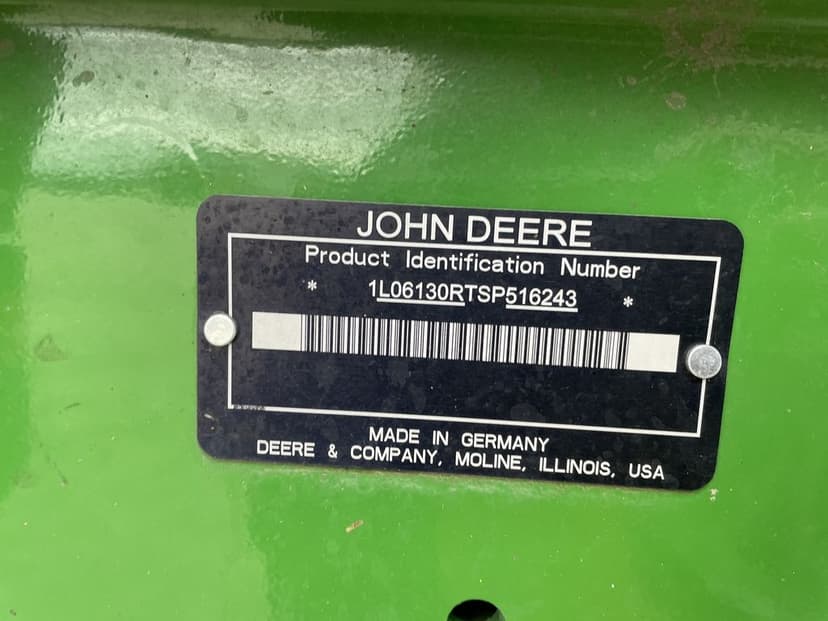 JOHN DEERE
Product Identification Number
* 1L06130RTSP516243 *
MADE IN GERMANY
DEERE & COMPANY, MOLINE, ILLINOIS, USA